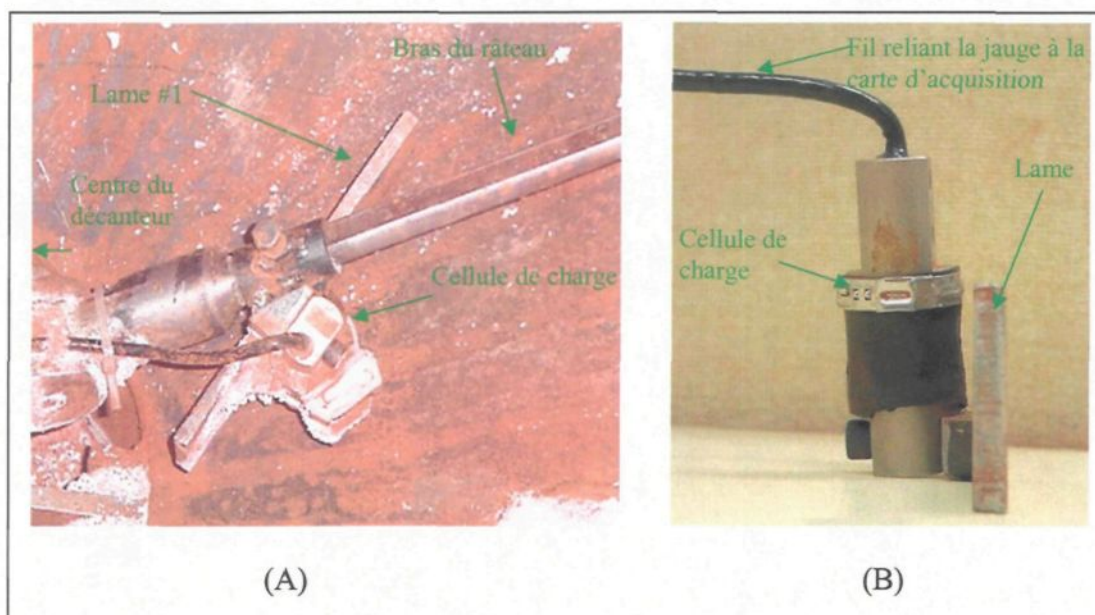 Bras du râteau
Lame #1
Centre du
décanteur
Cellule de charge
(A)
Fil reliant la jauge à la
carte d'acquisition
Lame
Cellule de
charge
(B)